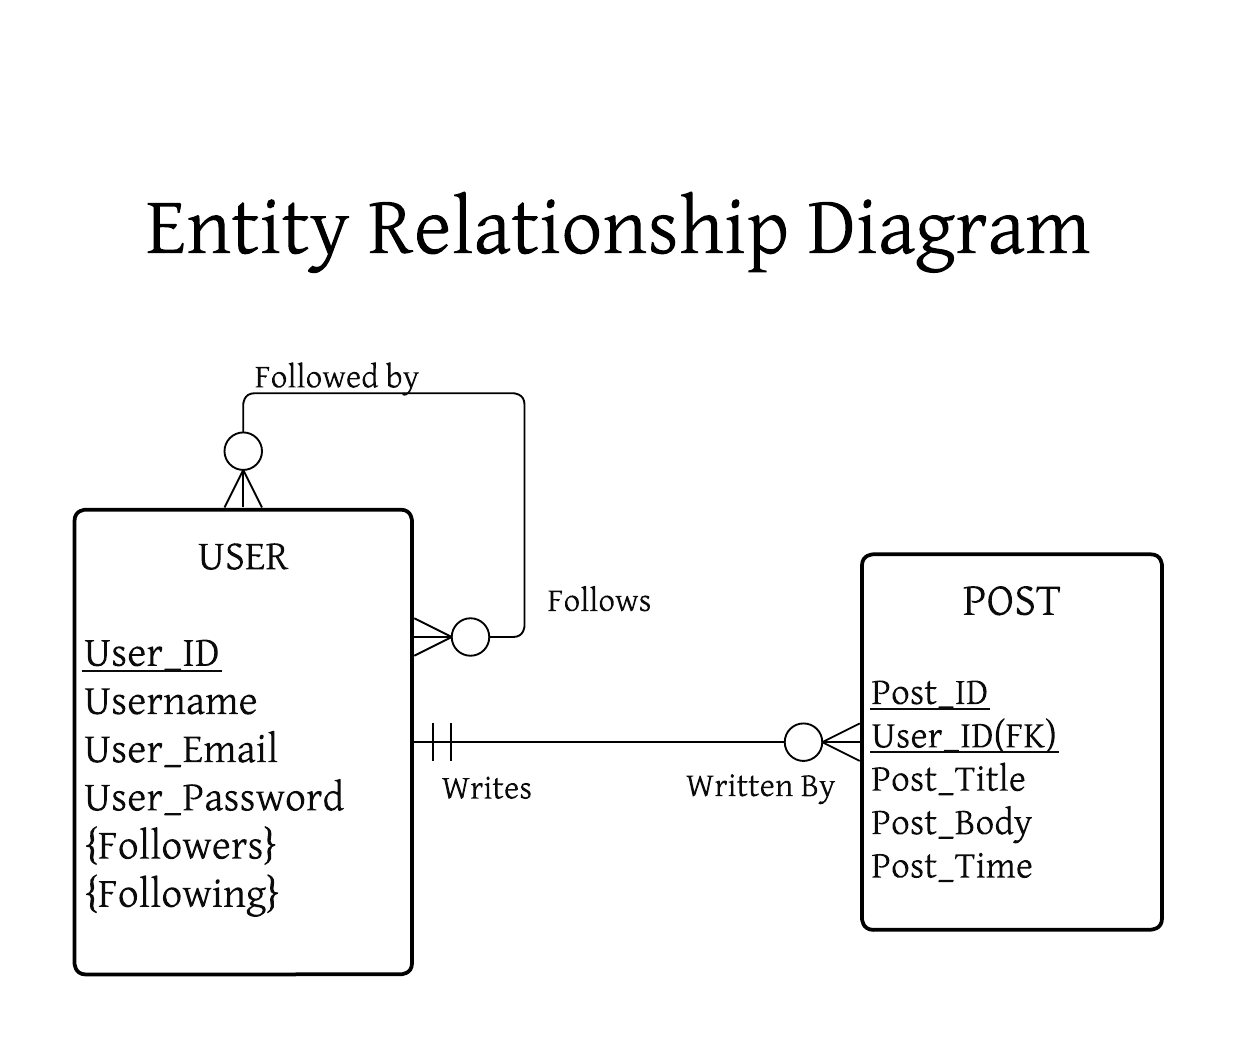 Entity Relationship Diagram
Followed by
USER
User_ID
Username
User_Email
User_Password
{Followers}
{Following}
Follows
Writes
Written By
POST
Post_ID
User_ID(FK)
Post_Title
Post_Body
Post_Time